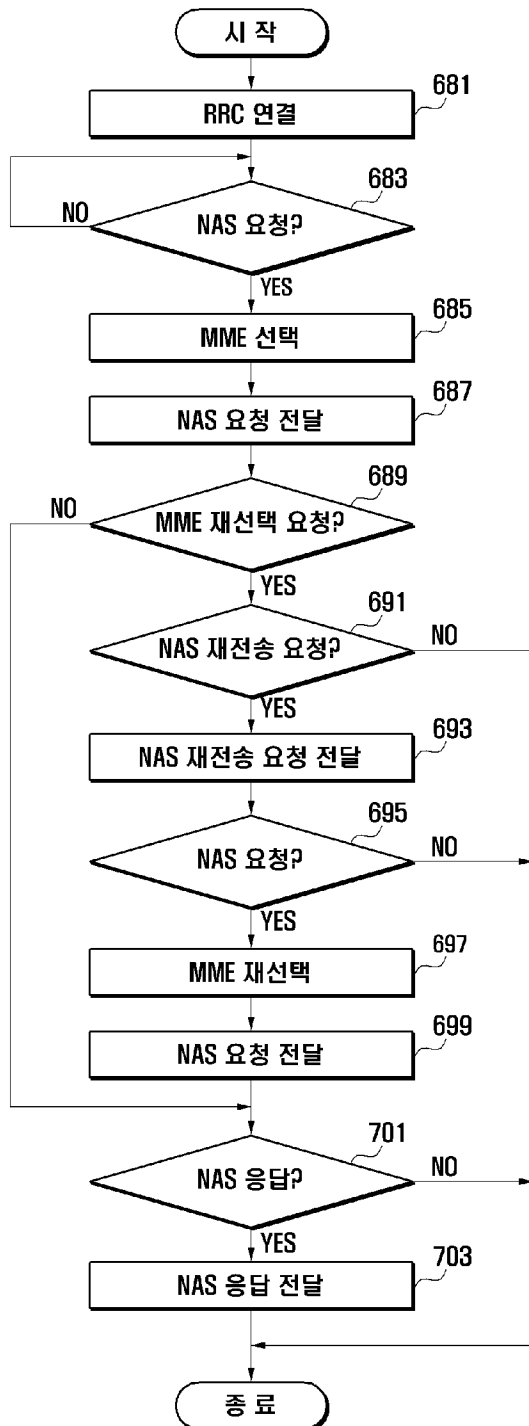 시 작
681
RRC 연결
683
NO
NAS 요청?
YES
685
MME 선택
687
NAS 요청 전달
689
NO
MME 재선택 요청?
YES
691
NO
NAS 재전송 요청?
YES
693
NAS 재전송 요청 전달
695
NO
NAS 요청?
YES
697
MME 재선택
699
NAS 요청 전달
701
NO
NAS 응답?
YES
703
NAS 응답 전달
종 료